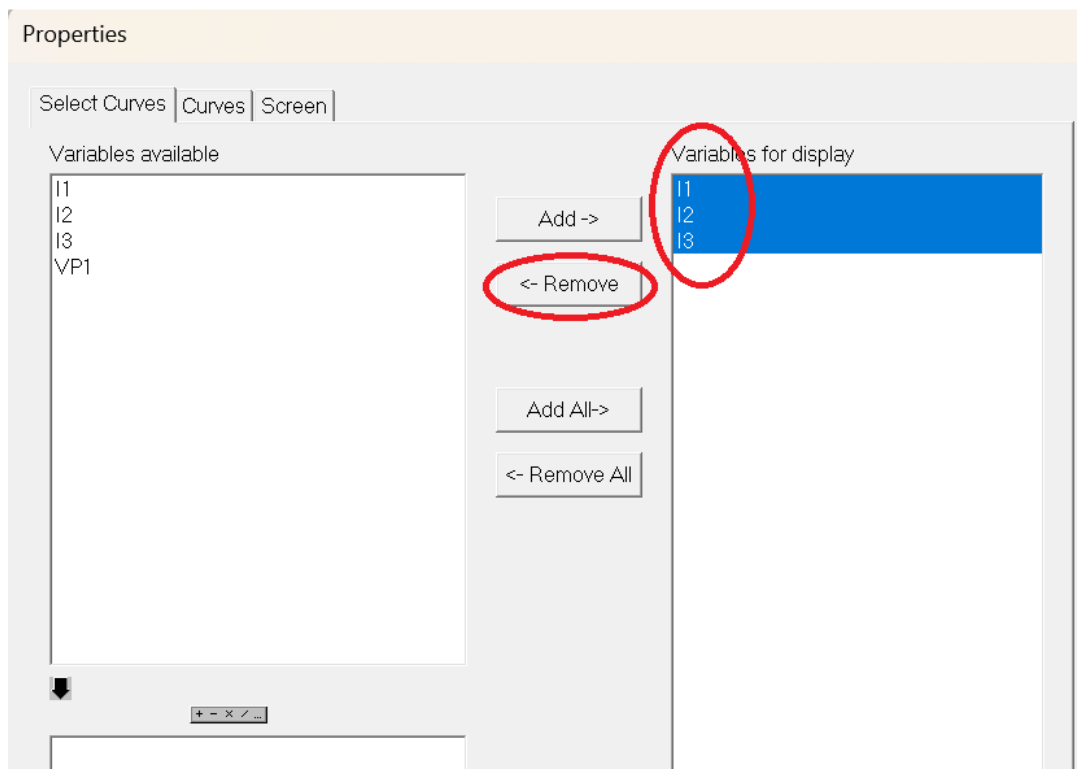 Properties
Select Curves
Curves
Screen
Variables available
I1
I2
I3
VP1
Add ->
<- Remove
Add All->
<- Remove All
Variables for display
I1
I2
I3
+ - × / ...